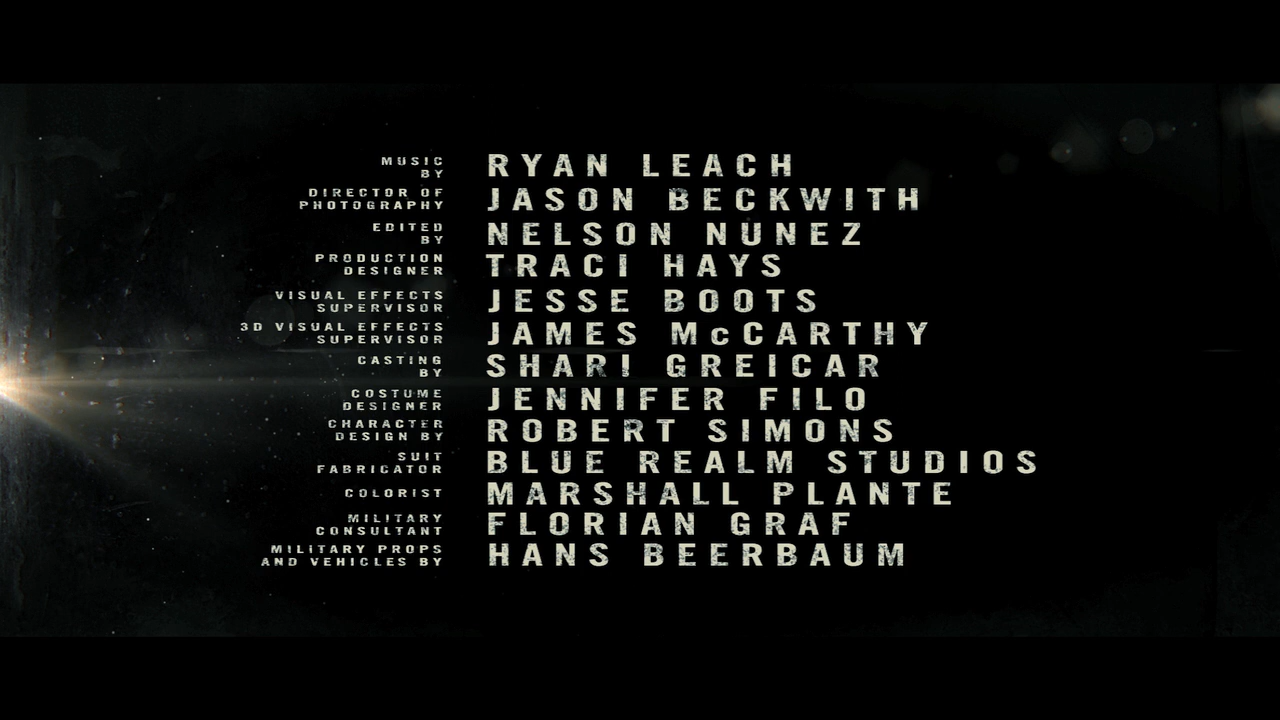 MUSIC BY RYAN LEACH
DIRECTOR OF PHOTOGRAPHY JASON BECKWITH
EDITED BY NELSON NUNEZ
PRODUCTION DESIGNER TRACI HAYS
VISUAL EFFECTS SUPERVISOR JESSE BOOTS
3D VISUAL EFFECTS SUPERVISOR JAMES McCARTHY
CASTING BY SHARI GREICAR
COSTUME DESIGNER JENNIFER FILO
CHARACTER DESIGN BY ROBERT SIMONS
SUIT FABRICATOR BLUE REALM STUDIOS
COLORIST MARSHALL PLANTE
MILITARY CONSULTANT FLORIAN GRAF
MILITARY PROPS AND VEHICLES BY HANS BEERBAUM